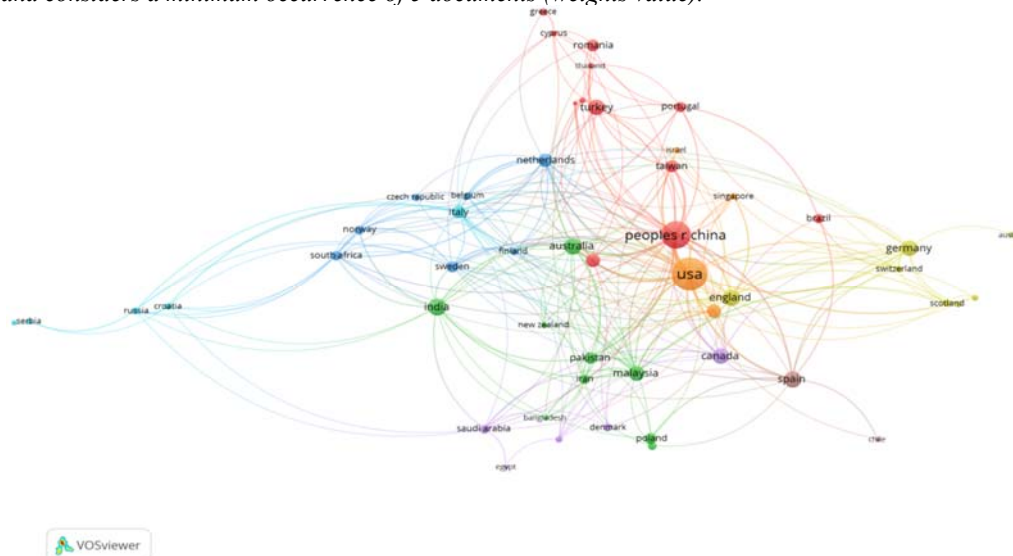 and considers a minimum occurrence of 5 documents (weights value).
greece
cyprus
romania
thailand
turkey
portugal
israel
netherlands
taiwan
czech republic
belgium
singapore
italy
brazil
norway
peoples r china
australia
germany
south africa
finland
sweden
switzerland
usa
england
scotland
india
croatia
russia
serbia
new zealand
pakistan
canada
iran
malaysia
spain
bangladesh
saudi arabia
denmark
poland
chile
egypt
VOSviewer